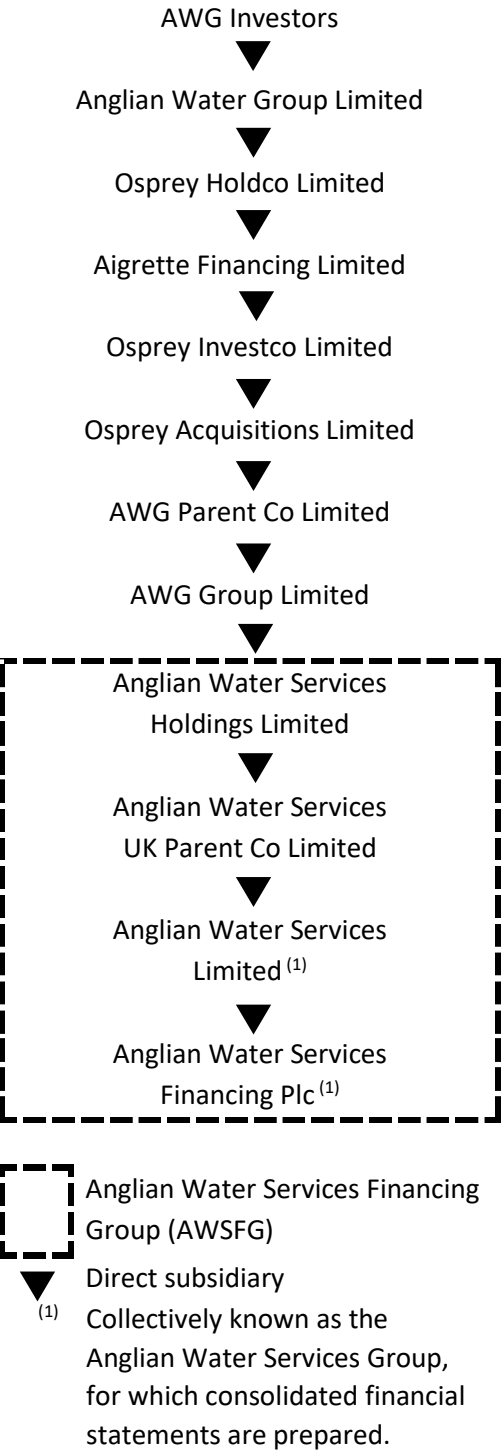 AWG Investors
Anglian Water Group Limited
Osprey Holdco Limited
Aigrette Financing Limited
Osprey Investco Limited
Osprey Acquisitions Limited
AWG Parent Co Limited
AWG Group Limited
Anglian Water Services
Holdings Limited
Anglian Water Services
UK Parent Co Limited
Anglian Water Services
Limited (1)
Anglian Water Services
Financing Plc (1)
Anglian Water Services Financing
Group (AWSFG)
Direct subsidiary
(1) Collectively known as the
Anglian Water Services Group,
for which consolidated financial
statements are prepared.